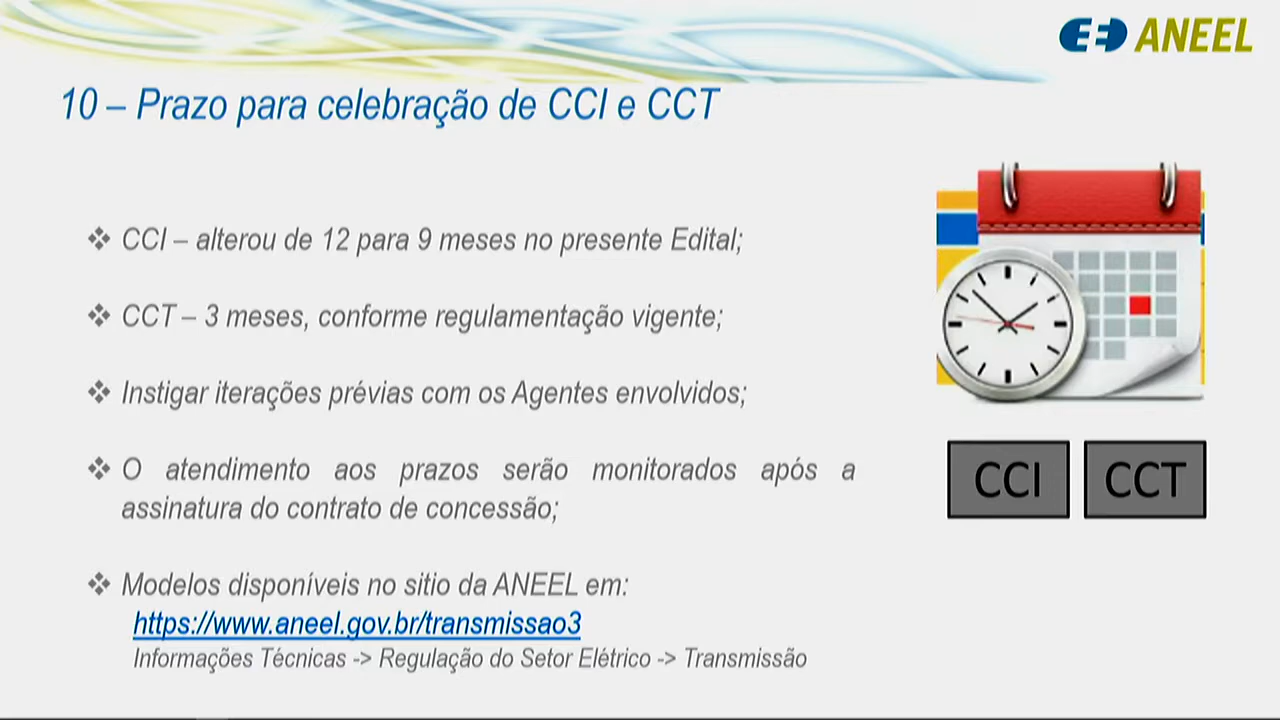 ANEEL
10 – Prazo para celebração de CCI e CCT
❖ CCI – alterou de 12 para 9 meses no presente Edital;
❖ CCT – 3 meses, conforme regulamentação vigente;
❖ Instigar iterações prévias com os Agentes envolvidos;
❖ O atendimento aos prazos serão monitorados após a
assinatura do contrato de concessão;
❖ Modelos disponíveis no sitio da ANEEL em:
https://www.aneel.gov.br/transmissao3
Informações Técnicas -> Regulação do Setor Elétrico -> Transmissão
CCI
CCT